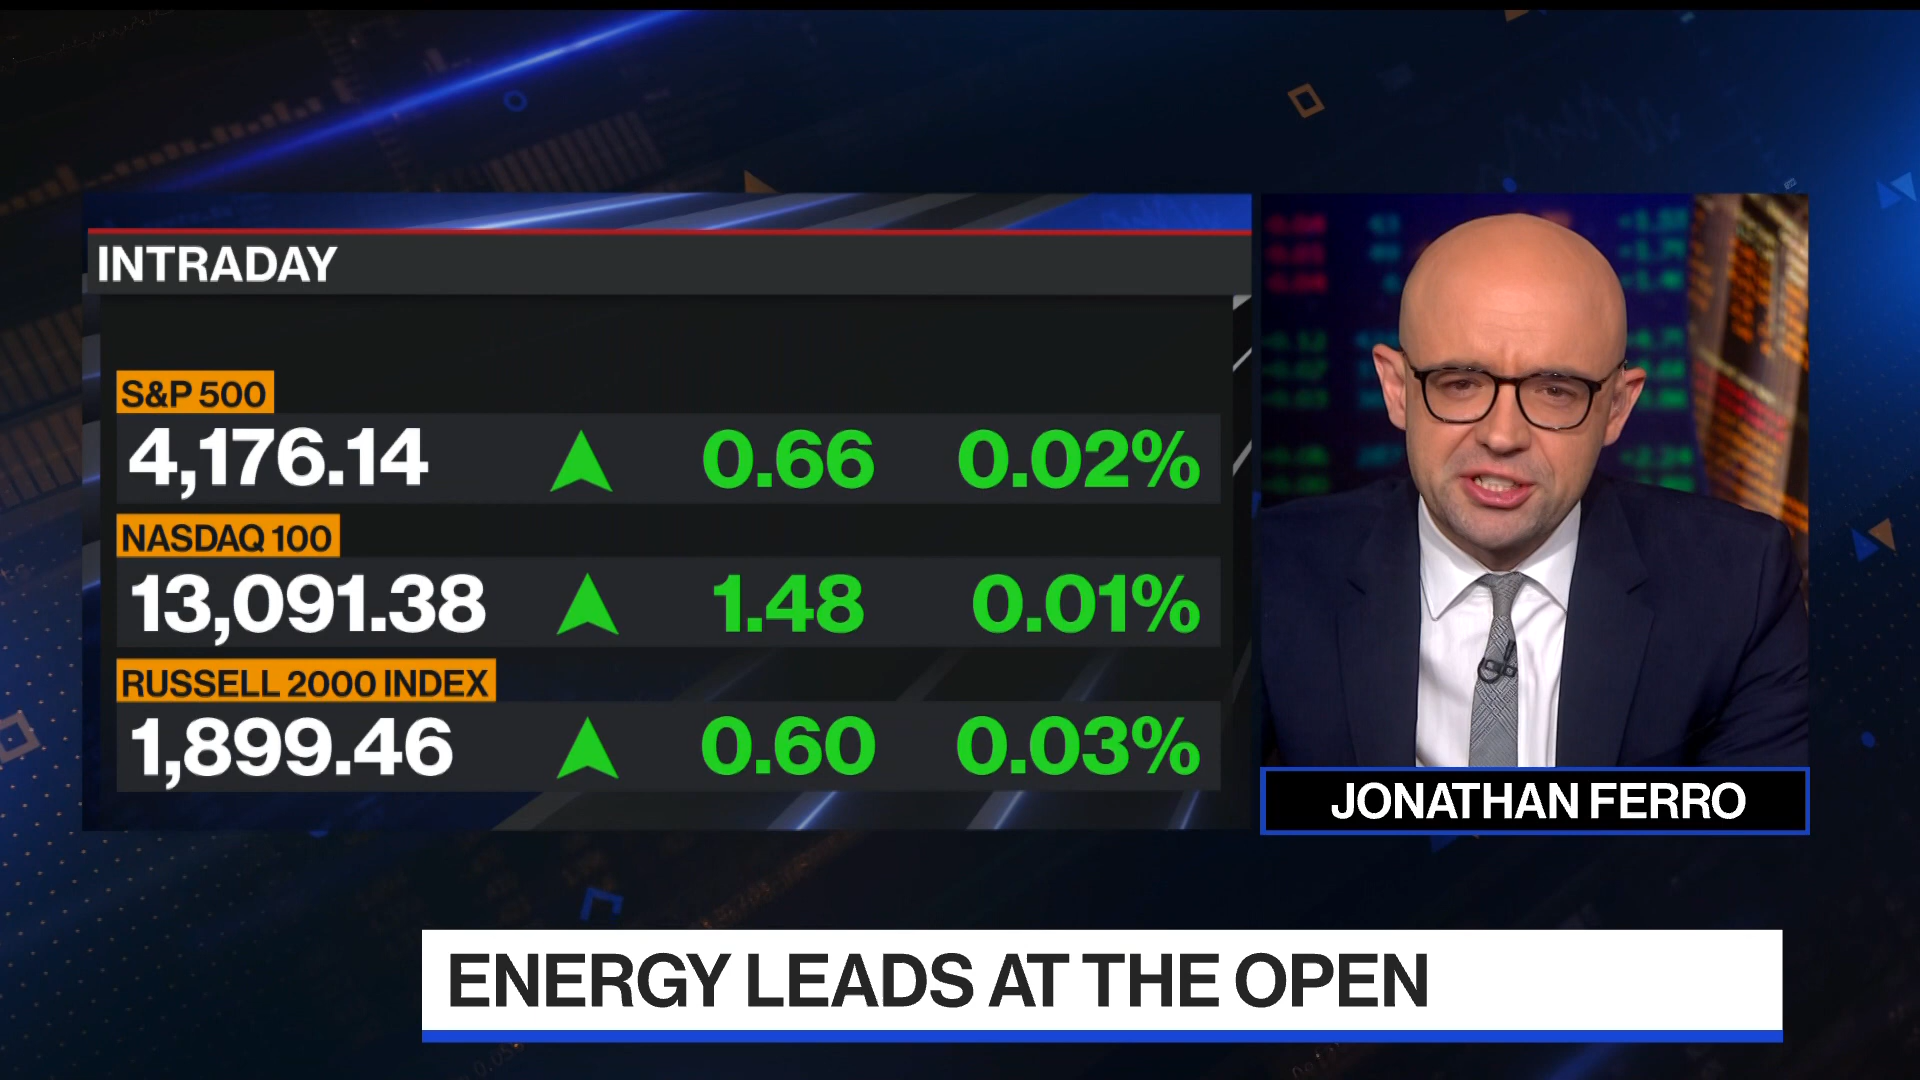 INTRADAY
S&P 500
4,176.14 ▲ 0.66 0.02%
NASDAQ 100
13,091.38 ▲ 1.48 0.01%
RUSSELL 2000 INDEX
1,899.46 ▲ 0.60 0.03%
JONATHAN FERRO
ENERGY LEADS AT THE OPEN